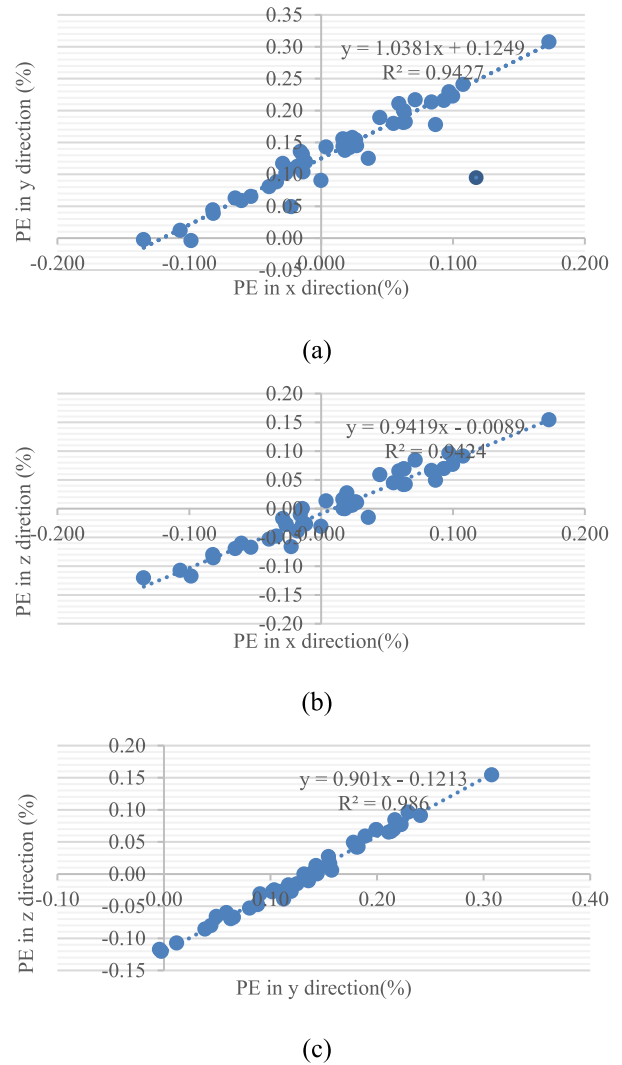 0.35
y = 1.0381x + 0.1249
0.30
R² = 0.9427
0.25
0.20
0.15
0.10
0.05
0.00
-0.05
-0.200
-0.100
0.000
0.100
0.200
PE in y direction (%)
PE in x direction(%)
(a)
0.20
0.15
y = 0.9419x - 0.0089
0.10
R² = 0.9424
0.05
0.00
-0.200
-0.100
0.000
0.100
0.200
-0.05
-0.10
-0.15
-0.20
PE in z direction (%)
PE in x direction(%)
(b)
0.20
0.15
y = 0.901x - 0.1213
0.10
R² = 0.986
0.05
0.00
-0.10
0.00
0.10
0.20
0.30
0.40
-0.05
-0.10
-0.15
PE in z direction (%)
PE in y direction(%)
(c)